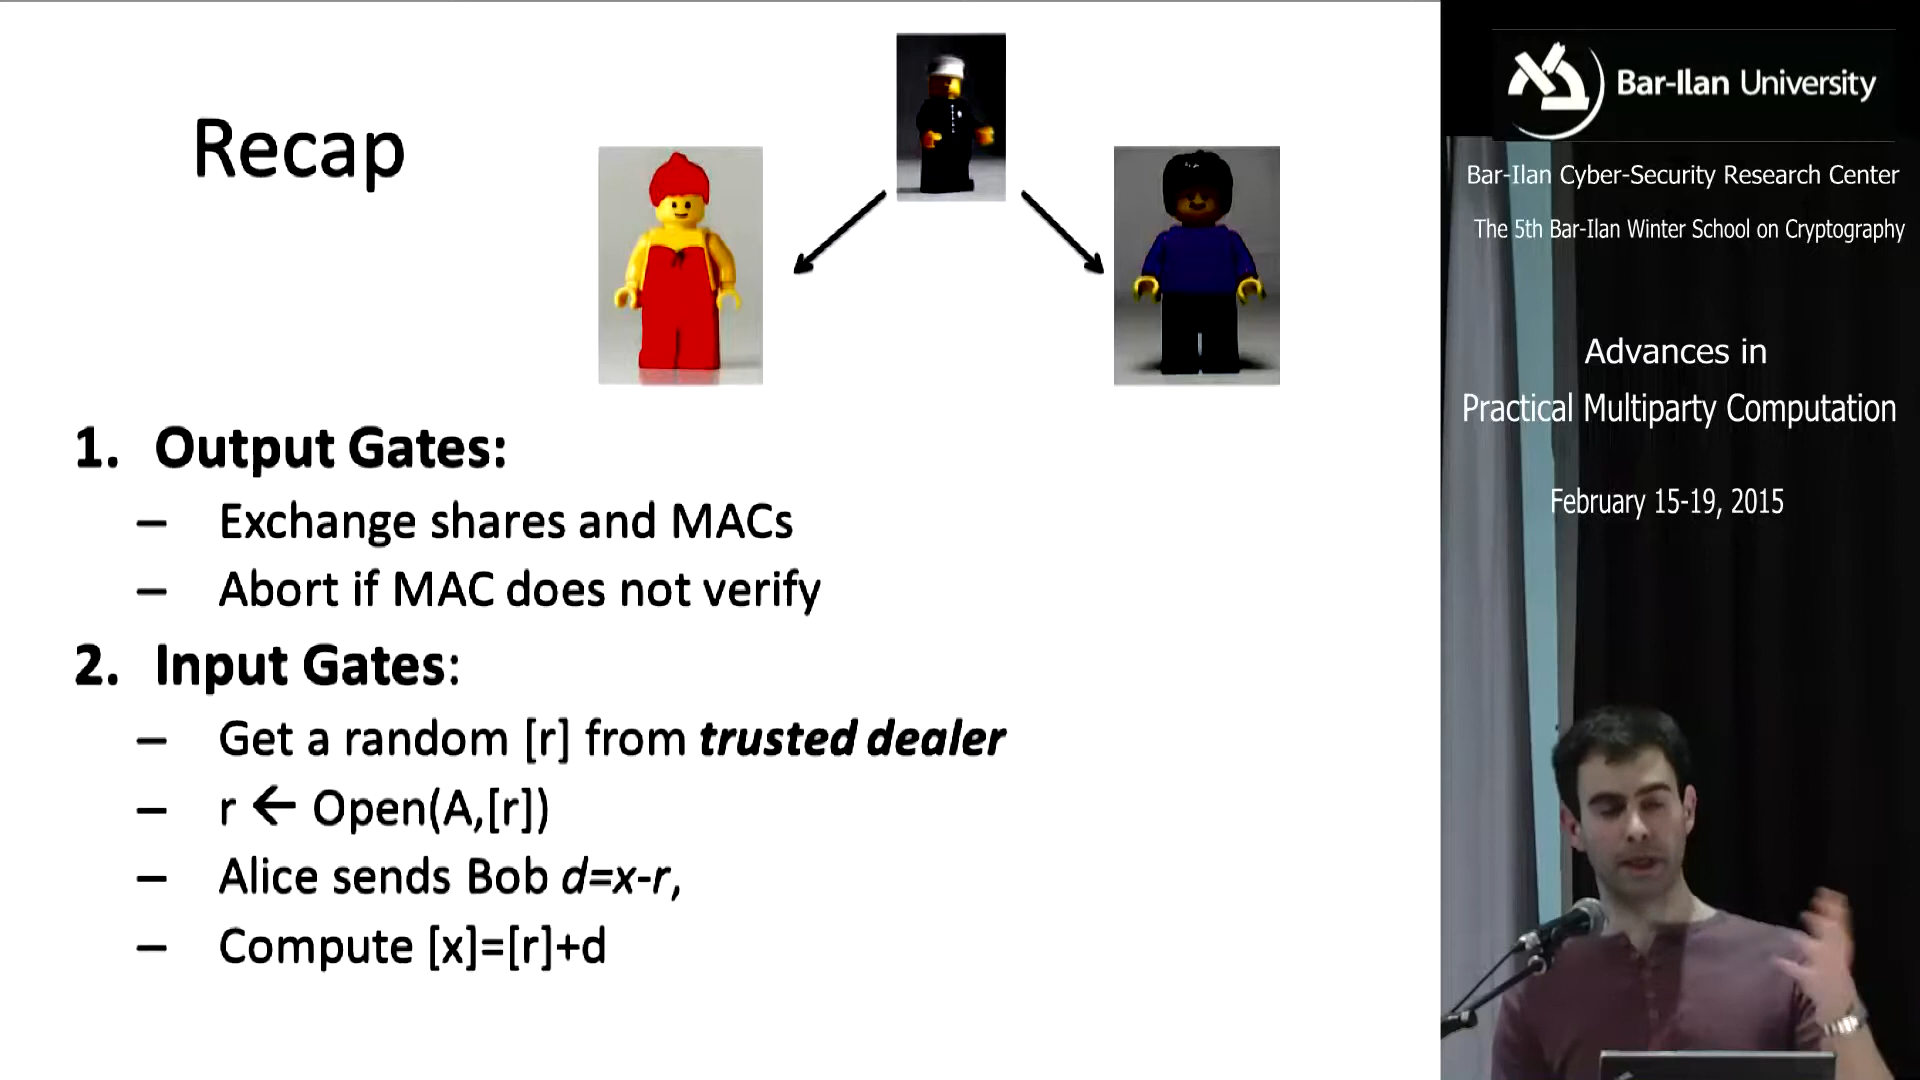 Recap
1. Output Gates:
– Exchange shares and MACs
– Abort if MAC does not verify
2. Input Gates:
– Get a random [r] from trusted dealer
– r ← Open(A,[r])
– Alice sends Bob d=x-r,
– Compute [x]=[r]+d
Bar-Ilan University
Bar-Ilan Cyber-Security Research Center
The 5th Bar-Ilan Winter School on Cryptography
Advances in
Practical Multiparty Computation
February 15-19, 2015